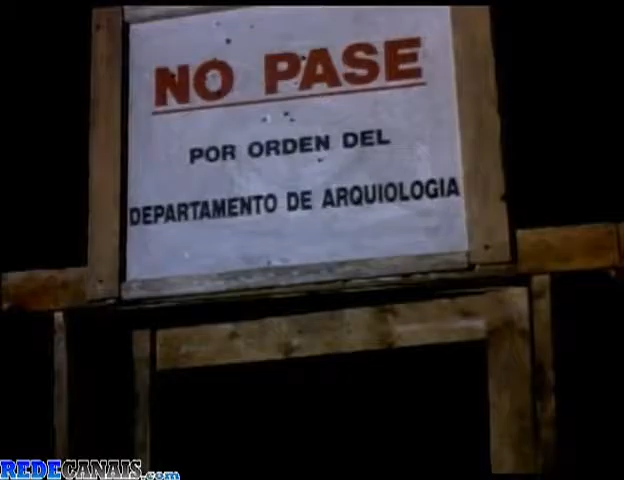 NO PASE
POR ORDEN DEL
DEPARTAMENTO DE ARQUIOLOGIA
REDECANAIS.com